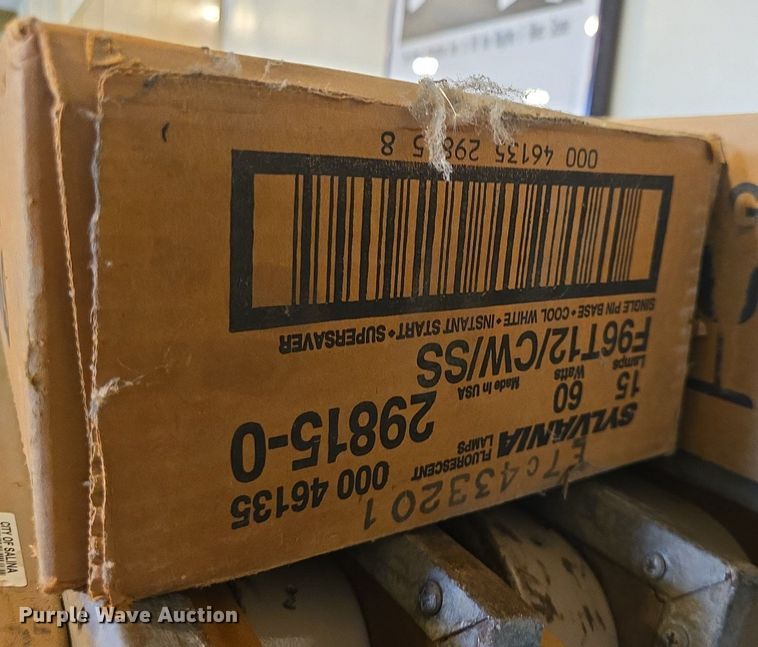 E7c433201
SYLVANIA FLUORESCENT LAMPS 000 46135
15 Lamps 60 Watts Made in USA 29815-0
F96T12/CW/SS
SINGLE PIN BASE • COOL WHITE • INSTANT START • SUPERSAVER
000 46135 29815 8
CITY OF SALINA
Purple Wave Auction